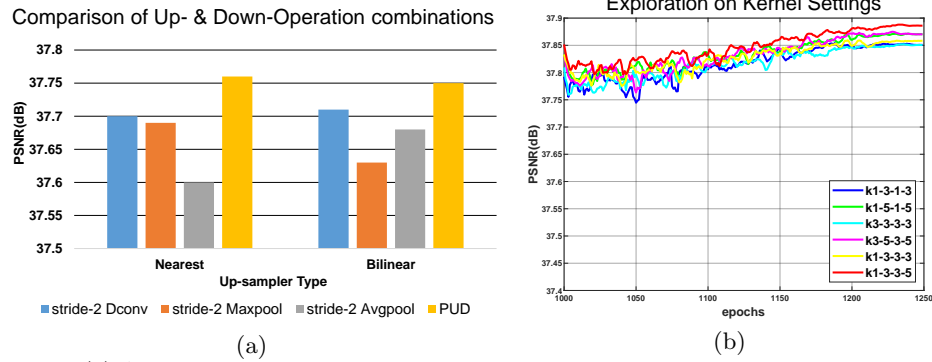 Comparison of Up- & Down-Operation combinations
37.8
37.75
37.7
37.65
37.6
37.55
37.5
PSNR(dB)
Nearest
Bilinear
Up-sampler Type
stride-2 Dconv
stride-2 Maxpool
stride-2 Avgpool
PUD
(a)
Exploration on Kernel Settings
37.9
37.85
37.8
37.75
37.7
37.65
37.6
37.55
37.5
37.45
37.4
PSNR(dB)
1000
1050
1100
1150
1200
1250
epochs
k1-3-1-3
k1-5-1-5
k3-3-3-3
k3-5-3-5
k1-3-3-3
k1-3-3-5
(b)